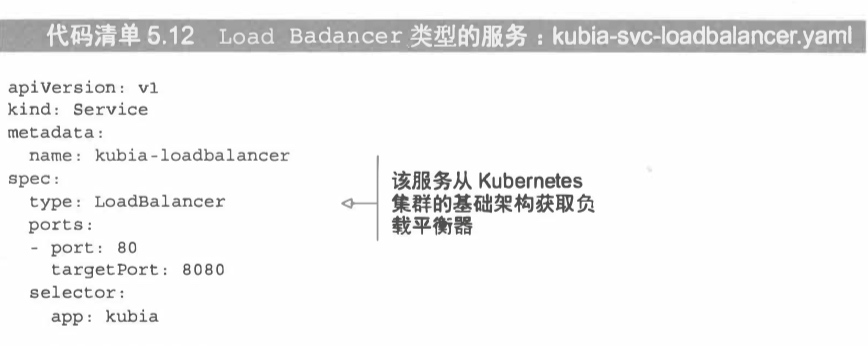 代码清单 5.12 Load Badancer 类型的服务：kubia-svc-loadbalancer.yaml
apiVersion: v1
kind: Service
metadata:
  name: kubia-loadbalancer
spec:
  type: LoadBalancer
  ports:
  - port: 80
    targetPort: 8080
  selector:
    app: kubia
该服务从 Kubernetes
集群的基础架构获取负
载平衡器